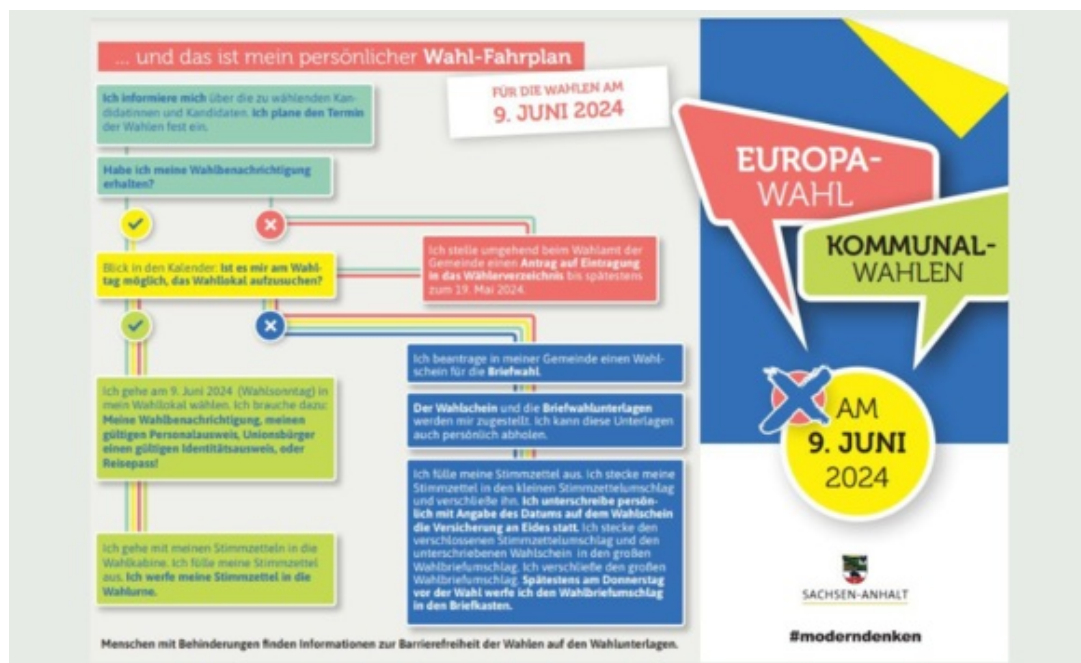 ... und das ist mein persönlicher Wahl-Fahrplan
FÜR DIE WAHLEN AM
9. JUNI 2024
Ich informiere mich über die zu wählenden Kan-
didatinnen und Kandidaten. Ich plane den Termin
der Wahlen fest ein.
Habe ich meine Wahlbenachrichtigung
erhalten?
Ich stelle umgehend beim Wahlamt der
Gemeinde einen Antrag auf Eintragung
in das Wählerverzeichnis bis spätestens
zum 19. Mai 2024.
Blick in den Kalender: Ist es mir am Wahl-
tag möglich, das Wahllokal aufzusuchen?
Ich beantrage in meiner Gemeinde einen Wahl-
schein für die Briefwahl.
Der Wahlschein und die Briefwahlunterlagen
werden mir zugestellt. Ich kann diese Unterlagen
auch persönlich abholen.
Ich fülle meine Stimmzettel aus. Ich stecke meine
Stimmzettel in den kleinen Stimmzettelumschlag
und verschließe ihn. Ich unterschreibe persön-
lich mit Angabe des Datums auf dem Wahlschein
die Versicherung an Eides statt. Ich stecke den
verschlossenen Stimmzettelumschlag und den
unterschriebenen Wahlschein in den großen
Wahlbriefumschlag. Ich verschließe den großen
Wahlbriefumschlag. Spätestens am Donnerstag
vor der Wahl werfe ich den Wahlbriefumschlag
in den Briefkasten.
Ich gehe am 9. Juni 2024 (Wahlsonntag) in
mein Wahllokal wählen. Ich brauche dazu:
Meine Wahlbenachrichtigung, meinen
gültigen Personalausweis, Unionsbürger
einen gültigen Identitätsausweis, oder
Reisepass!
Ich gehe mit meinen Stimmzetteln in die
Wahlkabine. Ich fülle meine Stimmzettel
aus. Ich werfe meine Stimmzettel in die
Wahlurne.
Menschen mit Behinderungen finden Informationen zur Barrierefreiheit der Wahlen auf den Wahlunterlagen.
EUROPA-
WAHL
KOMMUNAL-
WAHLEN
AM
9. JUNI
2024
SACHSEN-ANHALT
#moderndenken